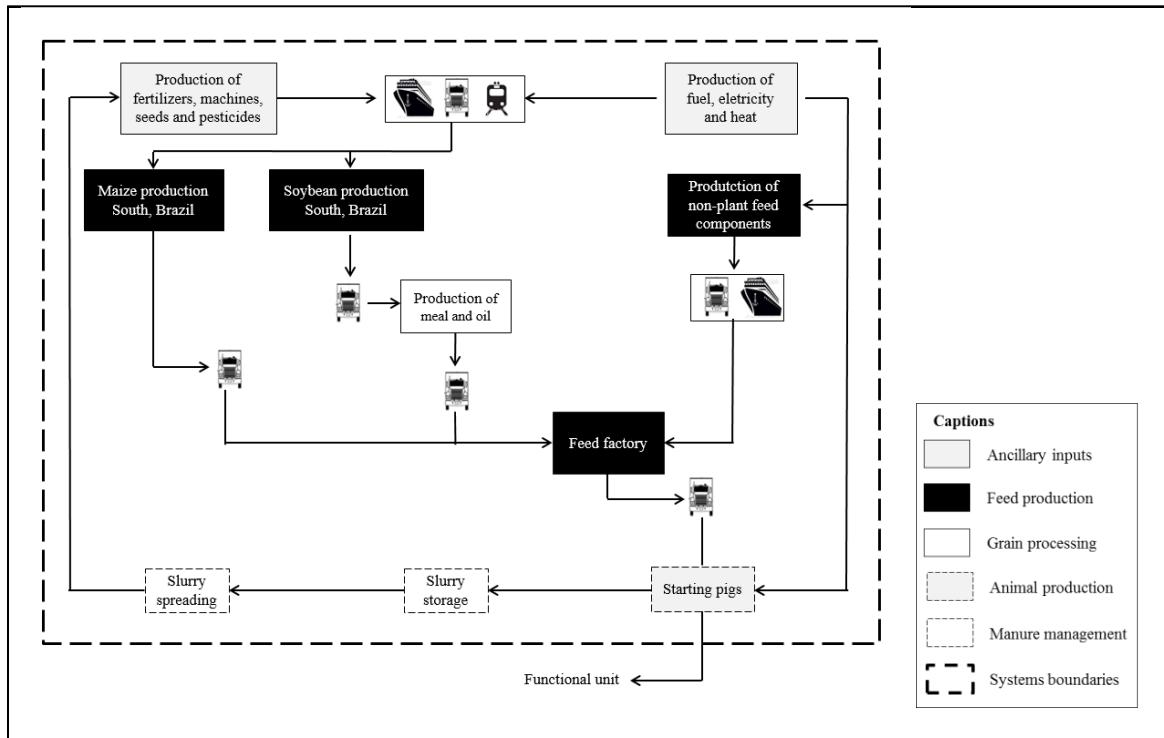 Production of
fertilizers, machines,
seeds and pesticides
Production of
fuel, eletricity
and heat
Maize production
South, Brazil
Soybean production
South, Brazil
Produtction of
non-plant feed
components
Production of
meal and oil
Feed factory
Slurry
spreading
Slurry
storage
Starting pigs
Functional unit
Captions
Ancillary inputs
Feed production
Grain processing
Animal production
Manure management
Systems boundaries